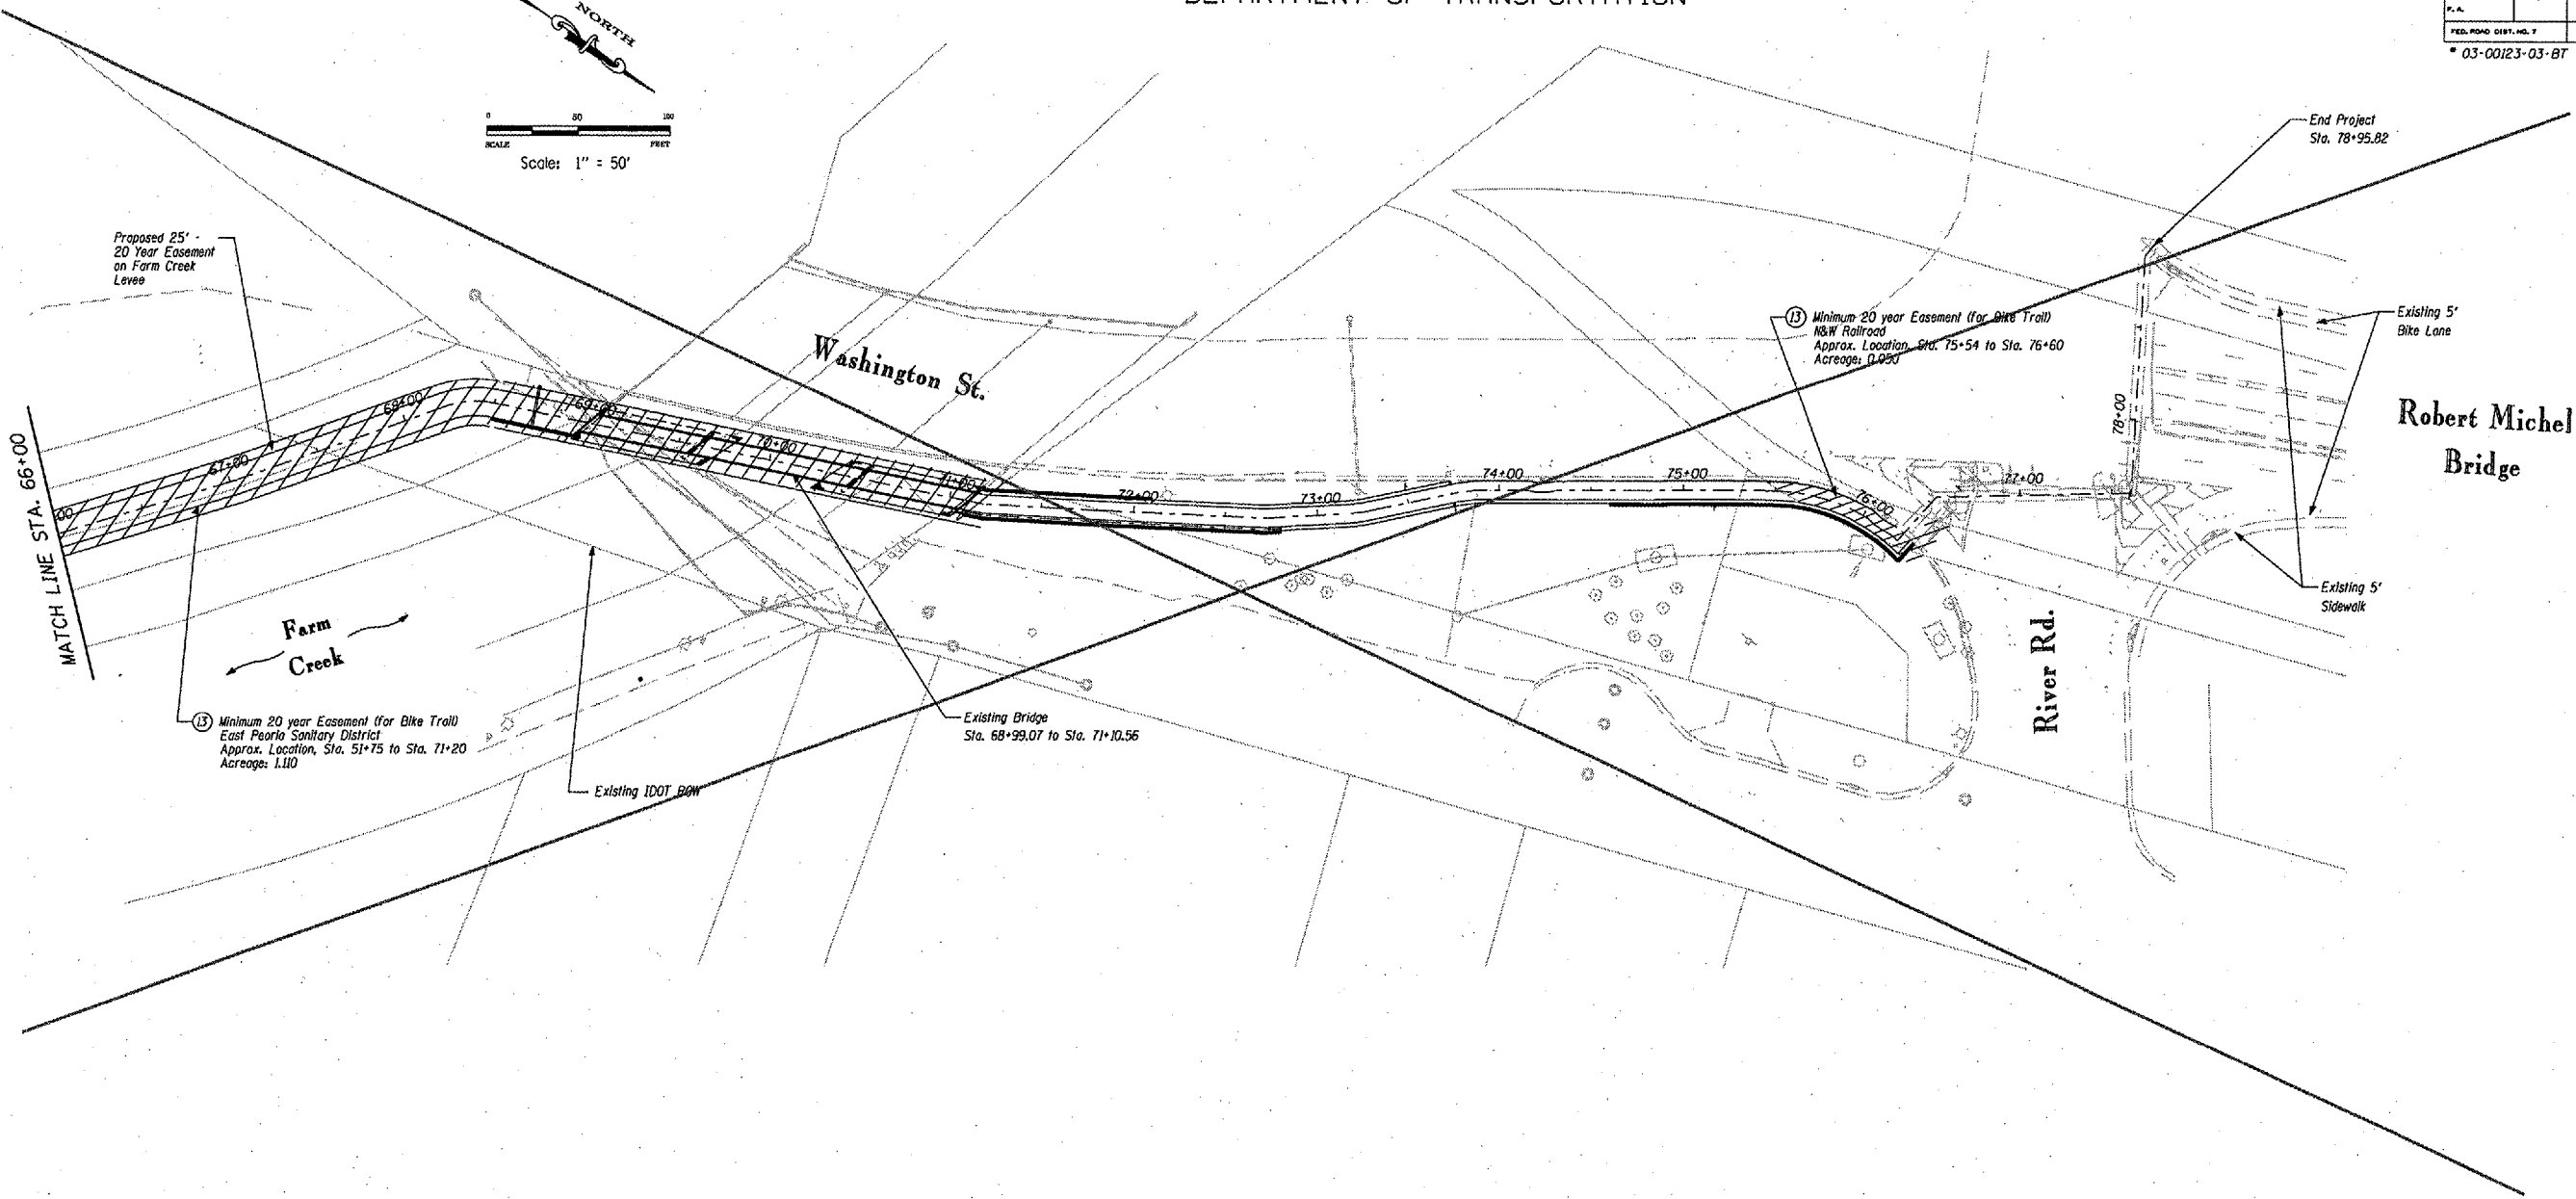 DEPARTMENT OF TRANSPORTATION
F.A.
FED. ROAD DIST. NO. 7
* 03-00123-03-BT
NORTH
0 50 100
SCALE FEET
Scale: 1" = 50'
End Project
Sta. 78+95.82
Proposed 25' -
20 Year Easement
on Farm Creek
Levee
Washington St.
13 Minimum 20 year Easement (for Bike Trail)
N&W Railroad
Approx. Location, Sta. 75+54 to Sta. 76+60
Acreage: 0.050
Existing 5'
Bike Lane
Robert Michel
Bridge
MATCH LINE STA. 66+00
00
67+00
68+00
69+00
70+00
71+00
72+00
73+00
74+00
75+00
76+00
77+00
78+00
Existing 5'
Sidewalk
River Rd.
Farm
Creek
13 Minimum 20 year Easement (for Bike Trail)
East Peoria Sanitary District
Approx. Location, Sta. 51+75 to Sta. 71+20
Acreage: 1.110
Existing Bridge
Sta. 68+99.07 to Sta. 71+10.56
Existing IDOT ROW